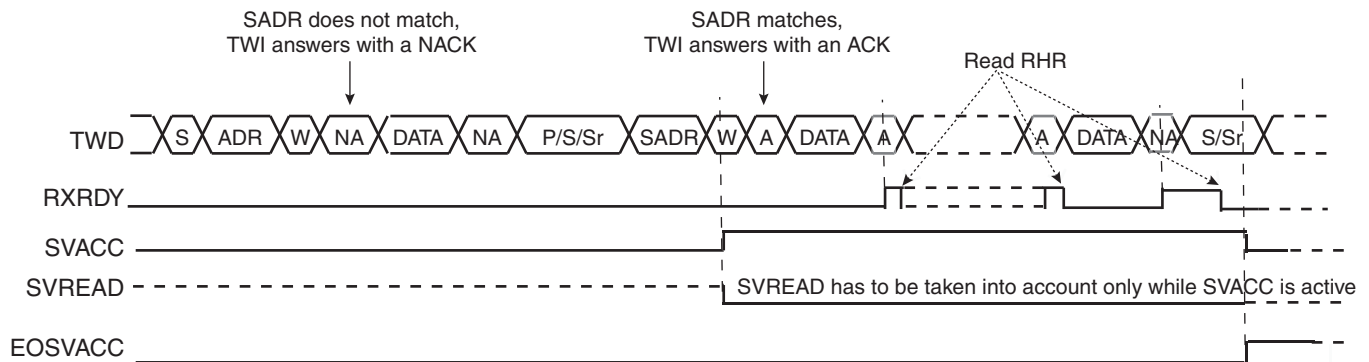 SADR does not match,
TWI answers with a NACK
SADR matches,
TWI answers with an ACK
Read RHR
TWD S ADR W NA DATA NA P/S/Sr SADR W A DATA A A DATA NA S/Sr
RXRDY
SVACC
SVREAD SVREAD has to be taken into account only while SVACC is active
EOSVACC